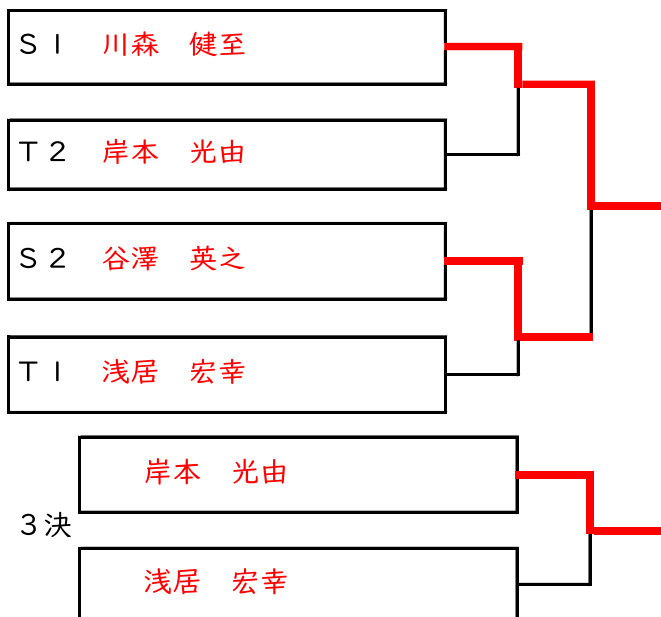 S1 川森 健至
T2 岸本 光由
S2 谷澤 英之
T1 浅居 宏幸
岸本 光由
3決
浅居 宏幸